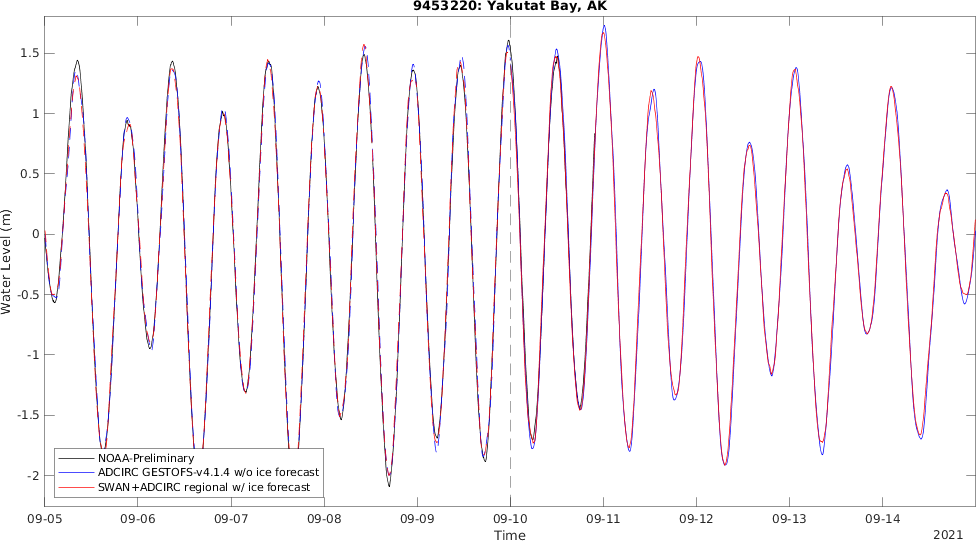 9453220: Yakutat Bay, AK
Water Level (m)
1.5
1
0.5
0
-0.5
-1
-1.5
-2
NOAA-Preliminary
ADCIRC GESTOFS-v4.1.4 w/o ice forecast
SWAN+ADCIRC regional w/ ice forecast
09-05 09-06 09-07 09-08 09-09 09-10 09-11 09-12 09-13 09-14
Time
2021